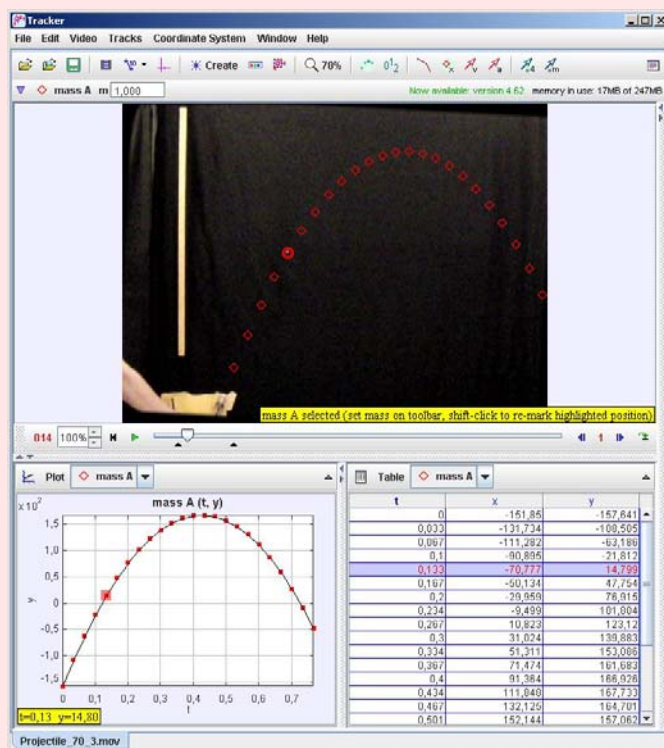 Tracker
File Edit Video Tracks Coordinate System Window Help
Create 70%
mass A m 1,000 Now available: version 4.62 memory in use: 17MB of 247MB
mass A selected (set mass on toolbar, shift-click to re-mark highlighted position)
014 100% 1
Plot mass A
Table mass A
mass A (t, y)
x10²
1,5
1,0
0,5
0
-0,5
-1,0
-1,5
y
0 0,1 0,2 0,3 0,4 0,5 0,6 0,7
t
t=0,13 y=14,80
t x y
0 -151,85 -157,641
0,033 -131,734 -108,505
0,067 -111,282 -63,186
0,1 -90,895 -21,812
0,133 -70,777 14,799
0,167 -50,134 47,754
0,2 -29,959 76,915
0,234 -9,499 101,804
0,267 10,823 123,12
0,3 31,024 139,883
0,334 51,311 153,086
0,367 71,474 161,683
0,4 91,364 166,926
0,434 111,848 167,733
0,467 132,125 164,701
0,501 152,144 157,062
Projectile_70_3.mov